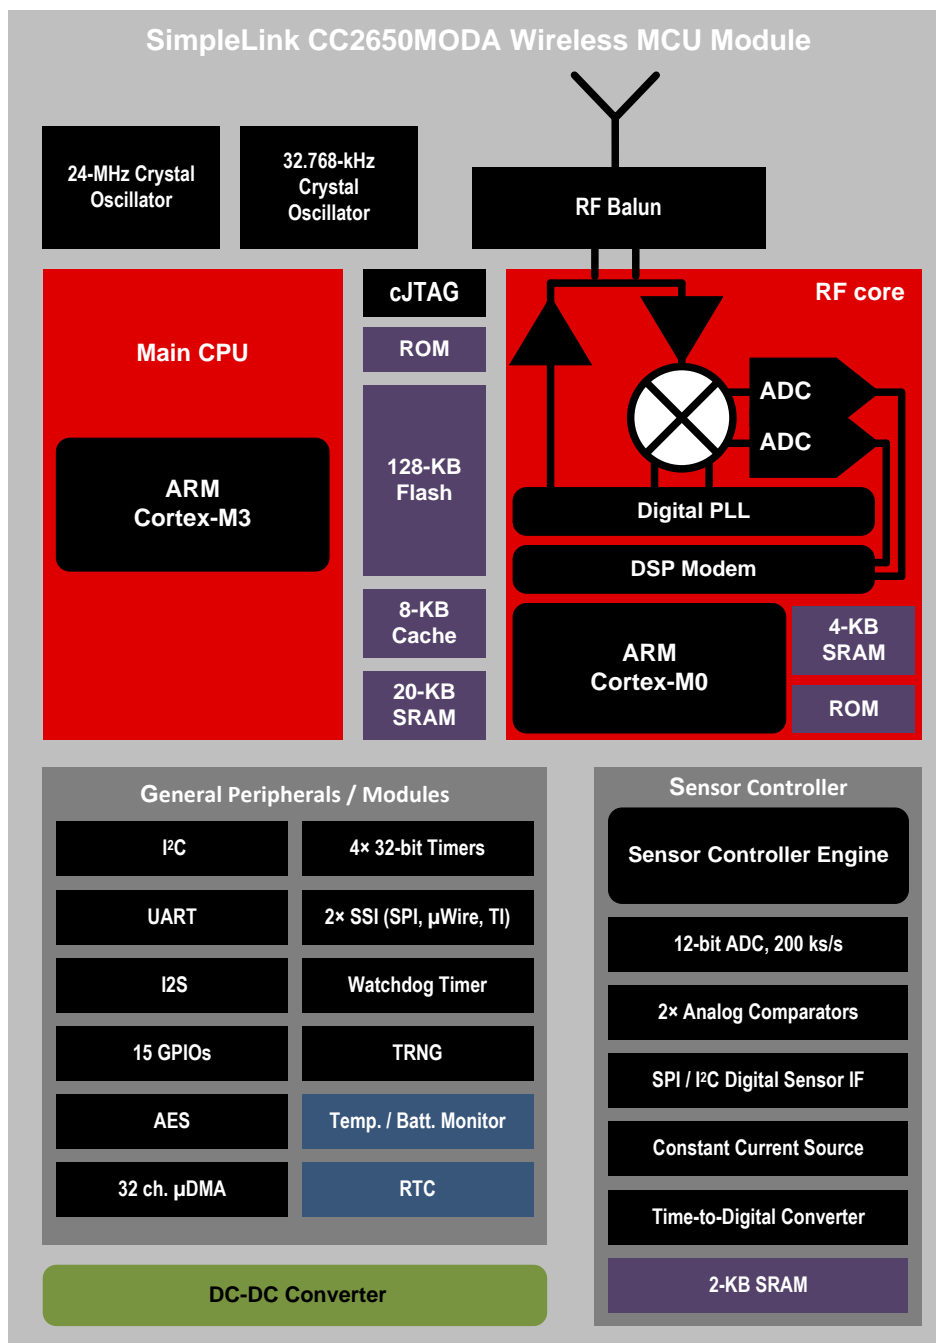 SimpleLink CC2650MODA Wireless MCU Module
24-MHz Crystal
Oscillator
32.768-kHz
Crystal
Oscillator
RF Balun
Main CPU
ARM
Cortex-M3
cJTAG
ROM
128-KB
Flash
8-KB
Cache
20-KB
SRAM
RF core
ADC
ADC
Digital PLL
DSP Modem
ARM
Cortex-M0
4-KB
SRAM
ROM
General Peripherals / Modules
I²C
4× 32-bit Timers
UART
2× SSI (SPI, µWire, TI)
I2S
Watchdog Timer
15 GPIOs
TRNG
AES
Temp. / Batt. Monitor
32 ch. µDMA
RTC
DC-DC Converter
Sensor Controller
Sensor Controller Engine
12-bit ADC, 200 ks/s
2× Analog Comparators
SPI / I²C Digital Sensor IF
Constant Current Source
Time-to-Digital Converter
2-KB SRAM